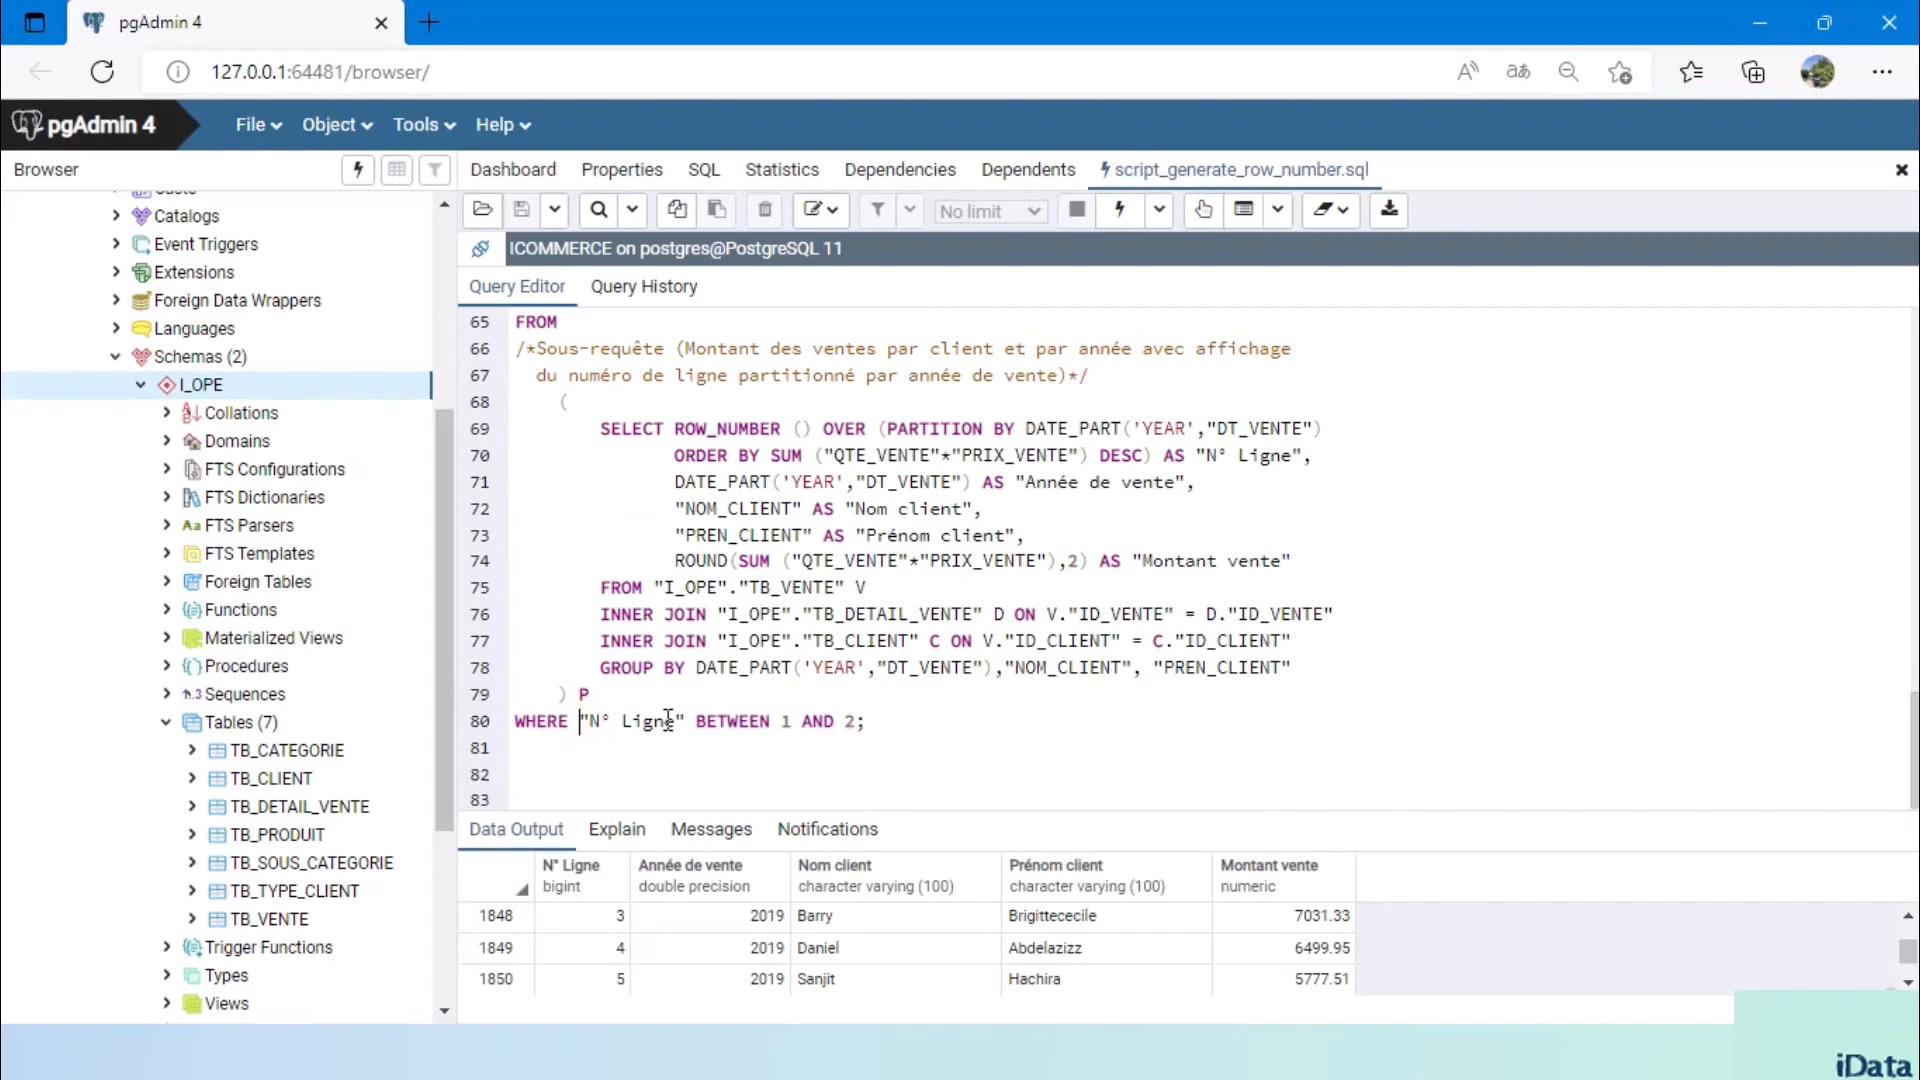 pgAdmin 4
127.0.0.1:64481/browser/
pgAdmin 4
File
Object
Tools
Help
Browser
Dashboard
Properties
SQL
Statistics
Dependencies
Dependents
script_generate_row_number.sql
No limit
ICOMMERCE on postgres@PostgreSQL 11
Query Editor
Query History
Catalogs
Event Triggers
Extensions
Foreign Data Wrappers
Languages
Schemas (2)
I_OPE
Collations
Domains
FTS Configurations
FTS Dictionaries
FTS Parsers
FTS Templates
Foreign Tables
Functions
Materialized Views
Procedures
Sequences
Tables (7)
TB_CATEGORIE
TB_CLIENT
TB_DETAIL_VENTE
TB_PRODUIT
TB_SOUS_CATEGORIE
TB_TYPE_CLIENT
TB_VENTE
Trigger Functions
Types
Views
65 FROM
66 /*Sous-requête (Montant des ventes par client et par année avec affichage
67 du numéro de ligne partitionné par année de vente)*/
68 (
69 SELECT ROW_NUMBER () OVER (PARTITION BY DATE_PART('YEAR',"DT_VENTE")
70 ORDER BY SUM ("QTE_VENTE"*"PRIX_VENTE") DESC) AS "N° Ligne",
71 DATE_PART('YEAR',"DT_VENTE") AS "Année de vente",
72 "NOM_CLIENT" AS "Nom client",
73 "PREN_CLIENT" AS "Prénom client",
74 ROUND(SUM ("QTE_VENTE"*"PRIX_VENTE"),2) AS "Montant vente"
75 FROM "I_OPE"."TB_VENTE" V
76 INNER JOIN "I_OPE"."TB_DETAIL_VENTE" D ON V."ID_VENTE" = D."ID_VENTE"
77 INNER JOIN "I_OPE"."TB_CLIENT" C ON V."ID_CLIENT" = C."ID_CLIENT"
78 GROUP BY DATE_PART('YEAR',"DT_VENTE"),"NOM_CLIENT", "PREN_CLIENT"
79 ) P
80 WHERE "N° Ligne" BETWEEN 1 AND 2;
81
82
83
Data Output
Explain
Messages
Notifications
N° Ligne Année de vente Nom client Prénom client Montant vente
bigint double precision character varying (100) character varying (100) numeric
1848 3 2019 Barry Brigittececile 7031.33
1849 4 2019 Daniel Abdelazizz 6499.95
1850 5 2019 Sanjit Hachira 5777.51
iData